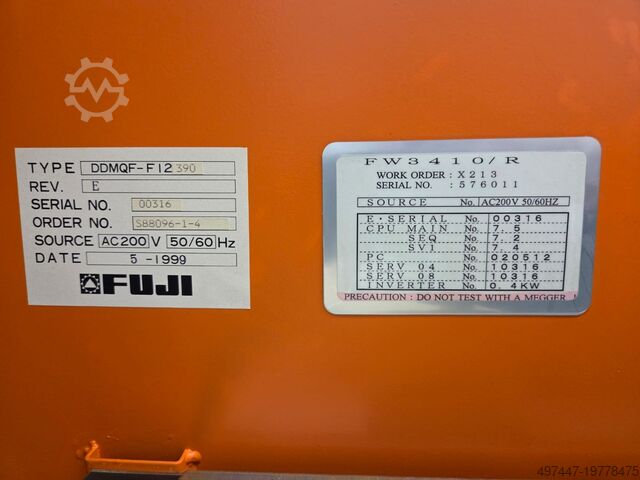 TYPE DDMQF-F12 390
REV. E
SERIAL NO. 00316
ORDER NO. S88096-1-4
SOURCE AC200 V 50/60 Hz
DATE 5 -1999
FUJI
FW3410/R
WORK ORDER : X213
SERIAL NO. : 576011
SOURCE No. AC200V 50/60HZ
E·SERIAL No. 00316
CPU MAIN No. 7.5
SEQ No. 7.2
SV1 No. 7.4
PC No. 020512
SERV 04 No. 10316
SERV 08 No. 10316
INVERTER No. 0.4KW
PRECAUTION : DO NOT TEST WITH A MEGGER !
497447-19778475